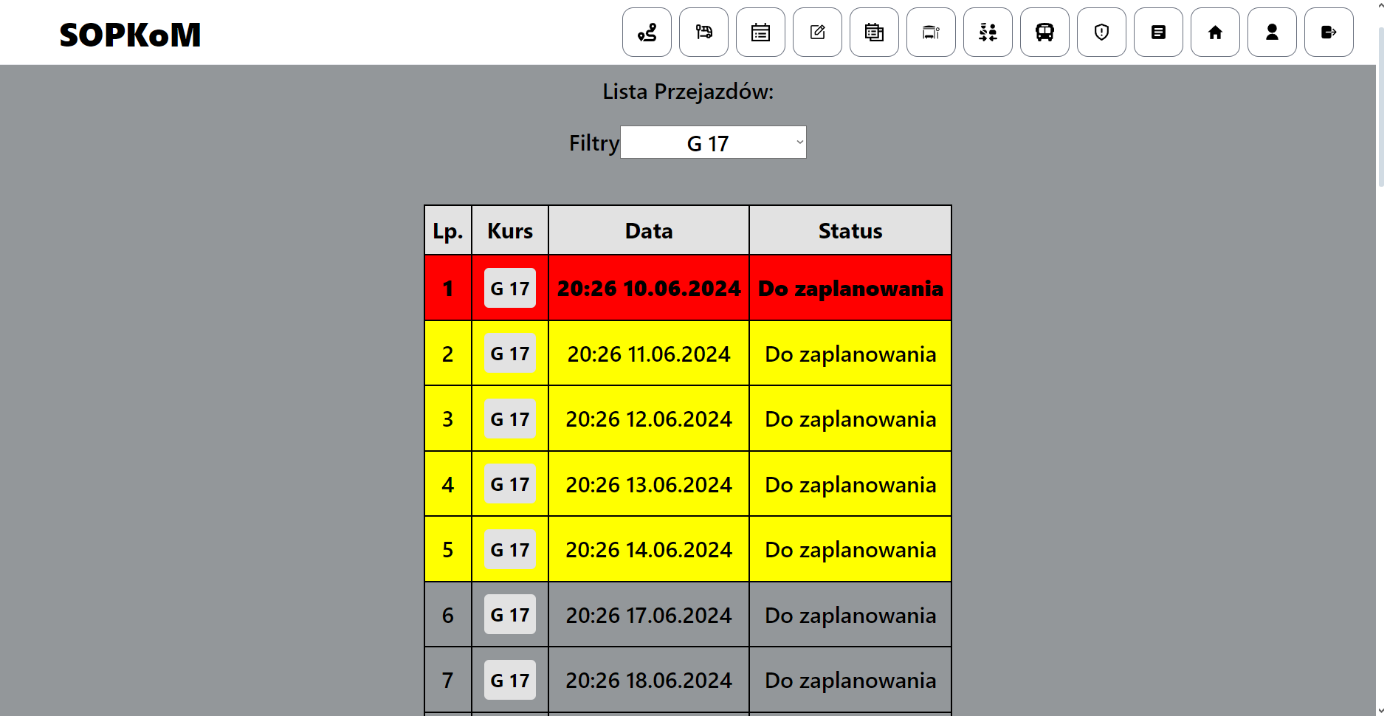 SOPKoM
Lista Przejazdów:
Filtry G 17
Lp. Kurs Data Status
1 G 17 20:26 10.06.2024 Do zaplanowania
2 G 17 20:26 11.06.2024 Do zaplanowania
3 G 17 20:26 12.06.2024 Do zaplanowania
4 G 17 20:26 13.06.2024 Do zaplanowania
5 G 17 20:26 14.06.2024 Do zaplanowania
6 G 17 20:26 17.06.2024 Do zaplanowania
7 G 17 20:26 18.06.2024 Do zaplanowania